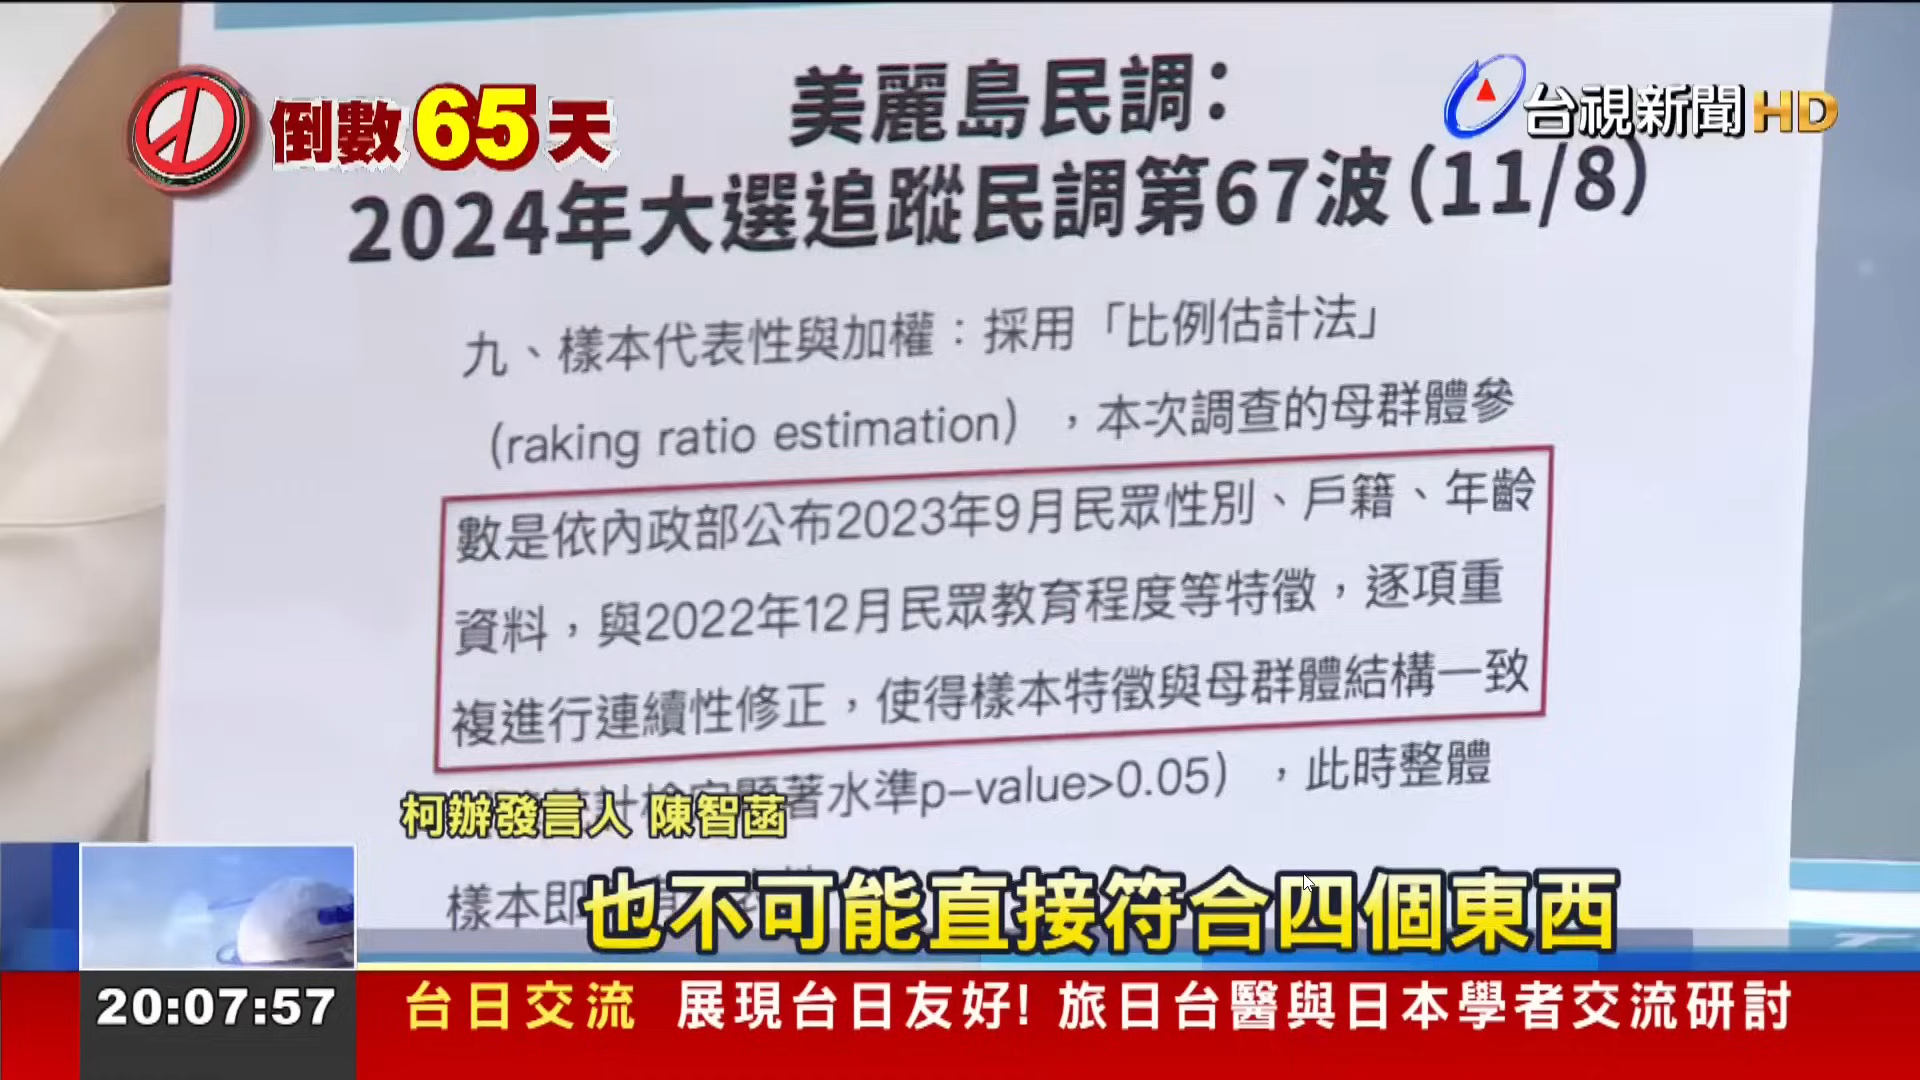 倒數65天
台視新聞HD
美麗島民調:
2024年大選追蹤民調第67波(11/8)
九、樣本代表性與加權:採用「比例估計法」
(raking ratio estimation),本次調查的母群體參
數是依內政部公布2023年9月民眾性別、戶籍、年齡
資料,與2022年12月民眾教育程度等特徵,逐項重
複進行連續性修正,使得樣本特徵與母群體結構一致
著水準p-value>0.05),此時整體
柯辦發言人 陳智菡
樣本即
也不可能直接符合四個東西
20:07:57
台日交流 展現台日友好! 旅日台醫與日本學者交流研討